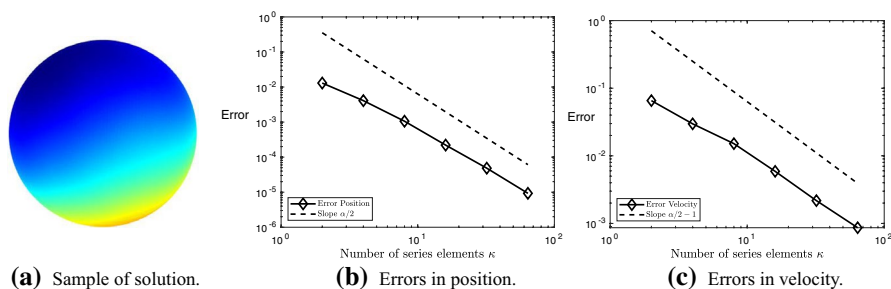 10^0
10^-1
10^-2
10^-3
10^-4
10^-5
10^-6
Error
Error Position
Slope α/2
10^0
10^1
10^2
Number of series elements κ
10^0
10^-1
10^-2
10^-3
Error
Error Velocity
Slope α/2 − 1
10^0
10^1
10^2
Number of series elements κ
(a) Sample of solution.
(b) Errors in position.
(c) Errors in velocity.